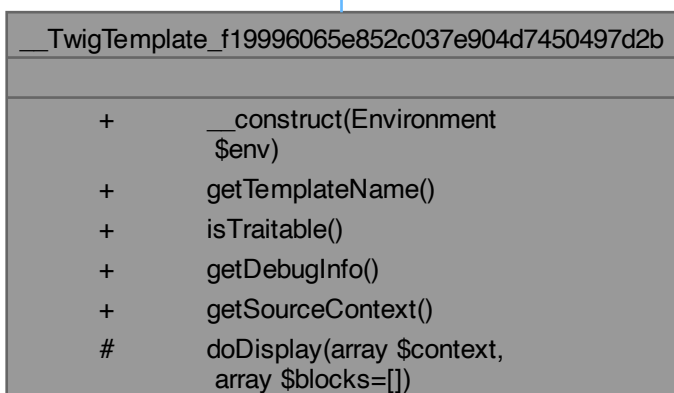 __TwigTemplate_f19996065e852c037e904d7450497d2b
+ __construct(Environment
$env)
+ getTemplateName()
+ isTraitable()
+ getDebugInfo()
+ getSourceContext()
# doDisplay(array $context,
array $blocks=[])